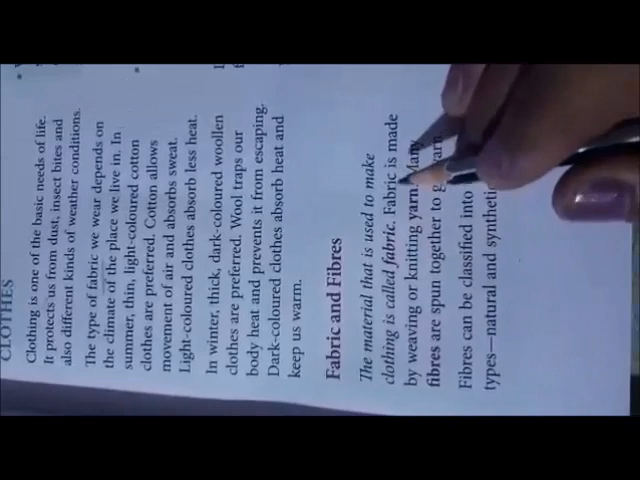 CLOTHES
Clothing is one of the basic needs of life.
It protects us from dust, insect bites and
also different kinds of weather conditions.
The type of fabric we wear depends on
the climate of the place we live in. In
summer, thin, light-coloured cotton
clothes are preferred. Cotton allows
movement of air and absorbs sweat.
Light-coloured clothes absorb less heat.
In winter, thick, dark-coloured woollen
clothes are preferred. Wool traps our
body heat and prevents it from escaping.
Dark-coloured clothes absorb heat and
keep us warm.
Fabric and Fibres
The material that is used to make
clothing is called fabric. Fabric is made
by weaving or knitting yarn. Many
fibres are spun together to yarn.
Fibres can be classified into
types—natural and